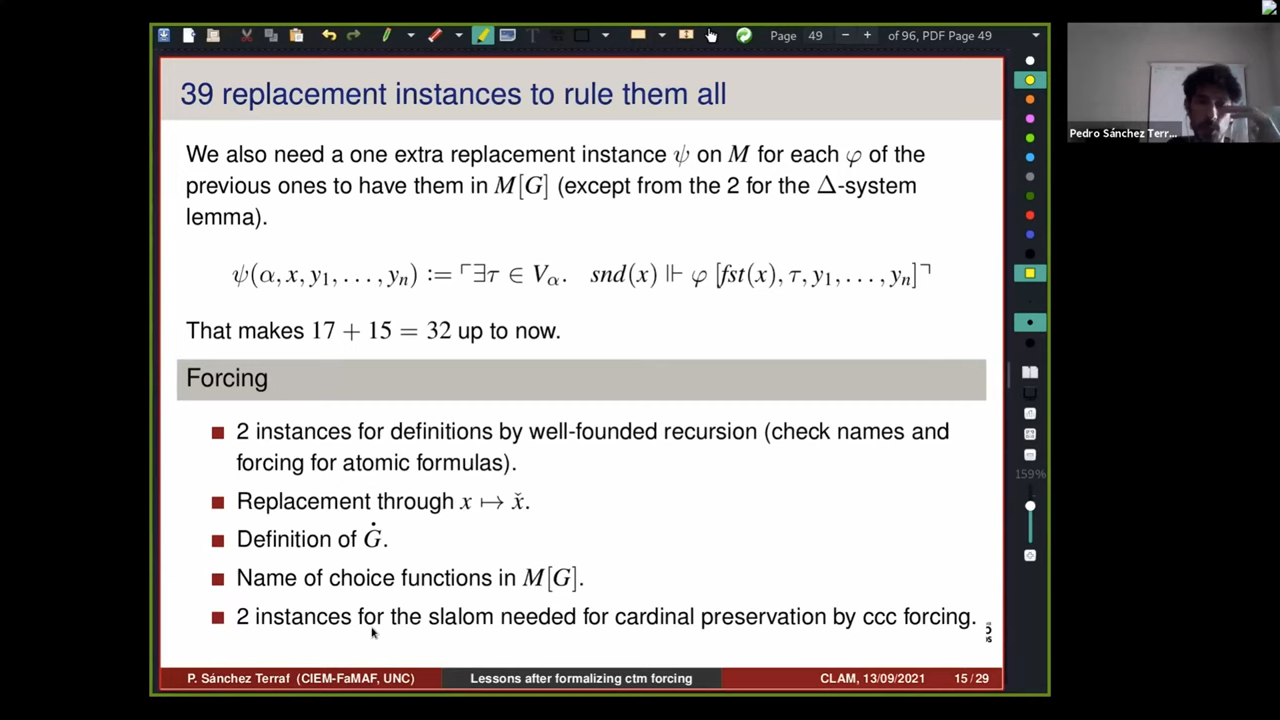 Page 49 of 96, PDF Page 49
39 replacement instances to rule them all
We also need a one extra replacement instance ψ on M for each φ of the
previous ones to have them in M[G] (except from the 2 for the Δ-system
lemma).
ψ(α, x, y₁, . . . , yₙ) := ⌜∃τ ∈ V_α. snd(x) ⊩ φ [fst(x), τ, y₁, . . . , yₙ]⌝
That makes 17 + 15 = 32 up to now.
Forcing
2 instances for definitions by well-founded recursion (check names and
forcing for atomic formulas).
Replacement through x ↦ x̌.
Definition of Ġ.
Name of choice functions in M[G].
2 instances for the slalom needed for cardinal preservation by ccc forcing.
P. Sánchez Terraf (CIEM-FaMAF, UNC) Lessons after formalizing ctm forcing CLAM, 13/09/2021 15 / 29
159%
Pedro Sánchez Terr...